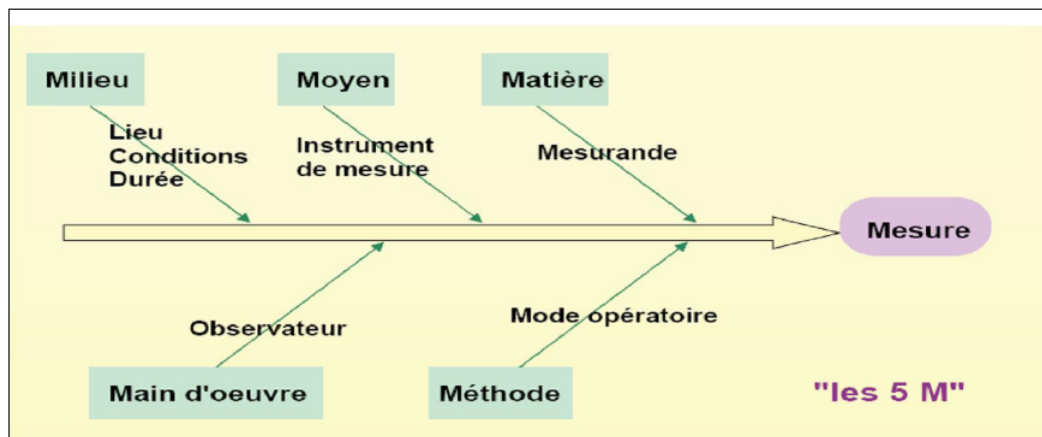 Milieu
Moyen
Matière
Lieu
Conditions
Durée
Instrument
de mesure
Mesurande
Mesure
Observateur
Mode opératoire
Main d'oeuvre
Méthode
"les 5 M"